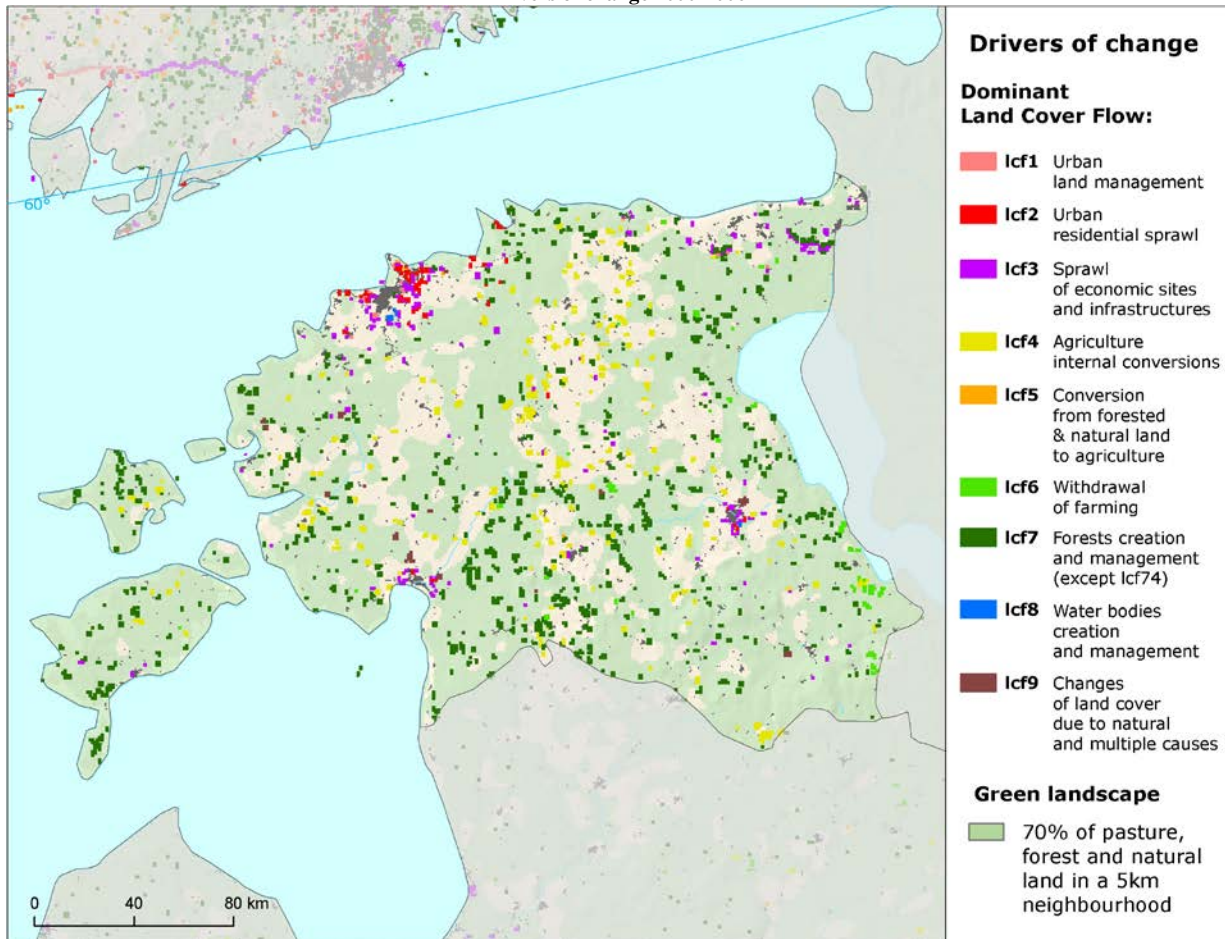 Drivers of change
Dominant
Land Cover Flow:
lcf1 Urban
land management
lcf2 Urban
residential sprawl
lcf3 Sprawl
of economic sites
and infrastructures
lcf4 Agriculture
internal conversions
lcf5 Conversion
from forested
& natural land
to agriculture
lcf6 Withdrawal
of farming
lcf7 Forests creation
and management
(except lcf74)
lcf8 Water bodies
creation
and management
lcf9 Changes
of land cover
due to natural
and multiple causes
Green landscape
70% of pasture,
forest and natural
land in a 5km
neighbourhood
60°
0 40 80 km